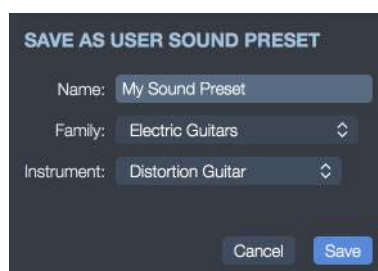 SAVE AS USER SOUND PRESET
Name: My Sound Preset
Family: Electric Guitars
Instrument: Distortion Guitar
Cancel Save